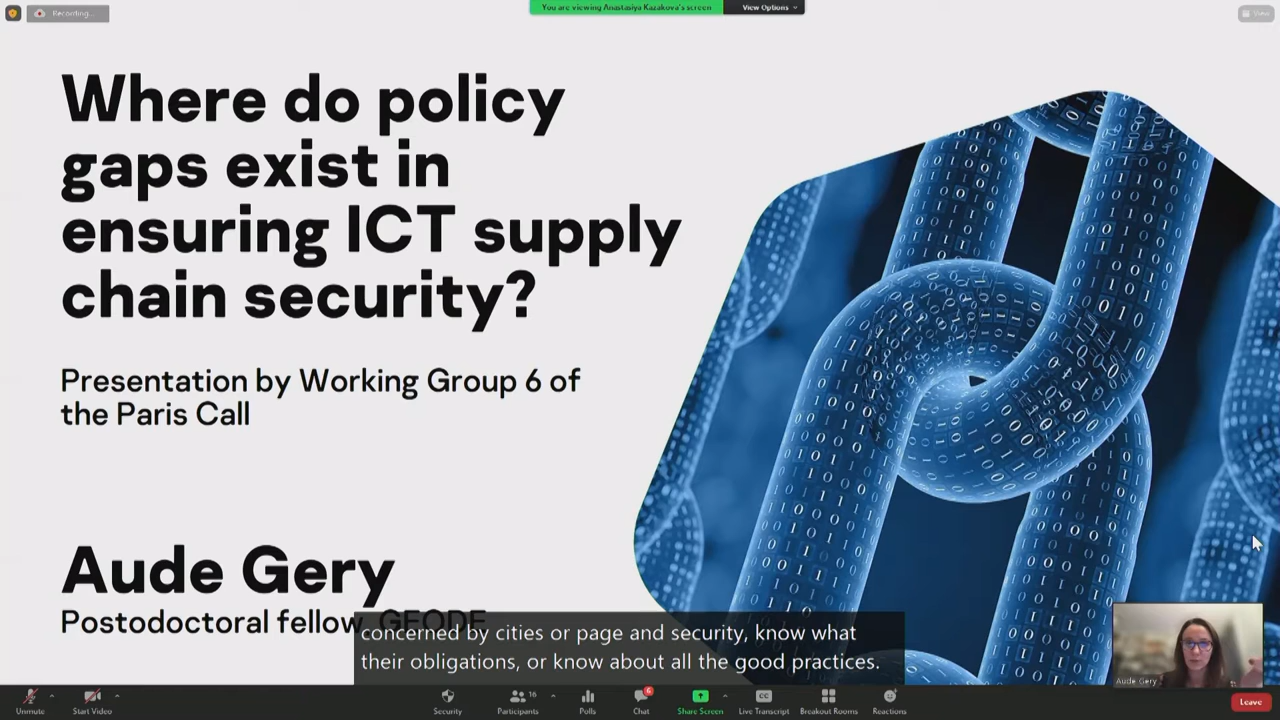 Recording...
You are viewing Anastasiya Kazakova's screen
View Options
View
Where do policy
gaps exist in
ensuring ICT supply
chain security?
Presentation by Working Group 6 of
the Paris Call
Aude Gery
Postodoctoral fellow, GEODE
concerned by cities or page and security, know what
their obligations, or know about all the good practices.
Aude Gery
Unmute
Start Video
Security
16
Participants
Polls
6
Chat
Share Screen
CC
Live Transcript
Breakout Rooms
Reactions
Leave